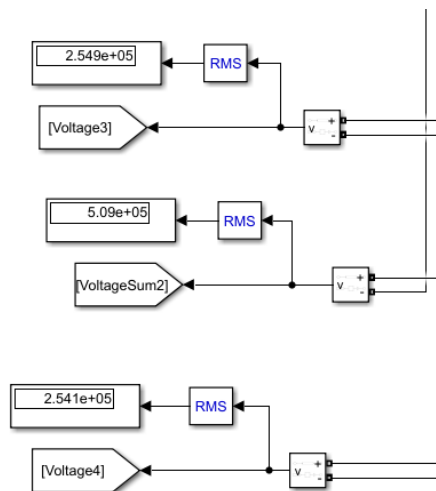 2.549e+05
RMS
[Voltage3]
v
+
-
5.09e+05
RMS
[VoltageSum2]
v
+
-
2.541e+05
RMS
[Voltage4]
v
+
-